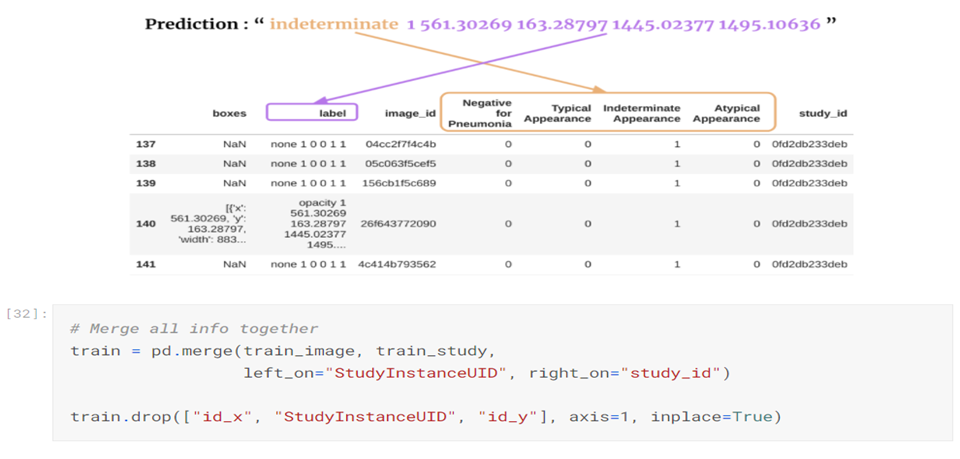 Prediction : “ indeterminate 1 561.30269 163.28797 1445.02377 1495.10636 ”
boxes label image_id Negative for Pneumonia Typical Appearance Indeterminate Appearance Atypical Appearance study_id
137 NaN none 1 0 0 1 1 04cc2f7f4c4b 0 0 1 0 0fd2db233deb
138 NaN none 1 0 0 1 1 05c063f5cef5 0 0 1 0 0fd2db233deb
139 NaN none 1 0 0 1 1 156cb1f5c689 0 0 1 0 0fd2db233deb
140 [{'x': 561.30269, 'y': 163.28797, 'width': 883... opacity 1 561.30269 163.28797 1445.02377 1495.... 26f643772090 0 0 1 0 0fd2db233deb
141 NaN none 1 0 0 1 1 4c414b793562 0 0 1 0 0fd2db233deb
[32]:
# Merge all info together
train = pd.merge(train_image, train_study,
left_on="StudyInstanceUID", right_on="study_id")
train.drop(["id_x", "StudyInstanceUID", "id_y"], axis=1, inplace=True)